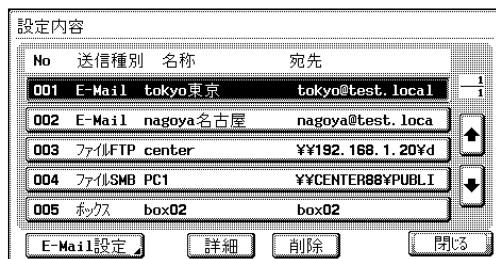 設定内容
No 送信種別 名称 宛先
001 E-Mail tokyo東京 tokyo@test.local
1
1
002 E-Mail nagoya名古屋 nagoya@test.loca
003 ファイルFTP center ¥¥192.168.1.20¥d
004 ファイルSMB PC1 ¥¥CENTER88¥PUBLI
005 ボックス box02 box02
E-Mail設定 詳細 削除 閉じる